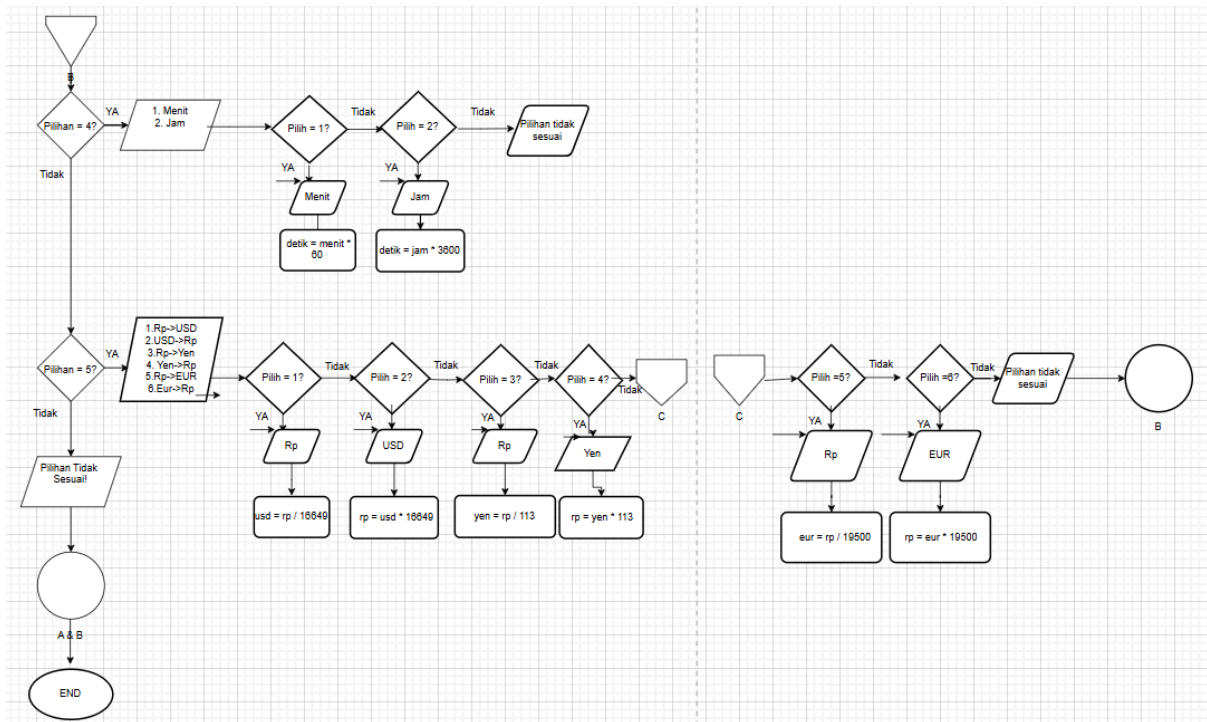 B
Pilihan = 4?
YA
1. Menit
2. Jam
Pilih = 1?
Tidak
Pilih = 2?
Tidak
Pilihan tidak
sesuai
Tidak
YA
Menit
YA
Jam
detik = menit *
60
detik = jam * 3600
Pilihan = 5?
YA
1.Rp->USD
2.USD->Rp
3.Rp->Yen
4. Yen->Rp
5.Rp->EUR
6.Eur->Rp
Pilih = 1?
Tidak
Pilih = 2?
Tidak
Pilih = 3?
Tidak
Pilih = 4?
Tidak
C
YA
Rp
YA
USD
YA
Rp
YA
Yen
usd = rp / 16649
rp = usd * 16649
yen = rp / 113
rp = yen * 113
C
Pilih =5?
Tidak
Pilih =6?
Tidak
Pilihan tidak
sesuai
B
YA
Rp
YA
EUR
eur = rp / 19500
rp = eur * 19500
Tidak
Pilihan Tidak
Sesuai!
A & B
END